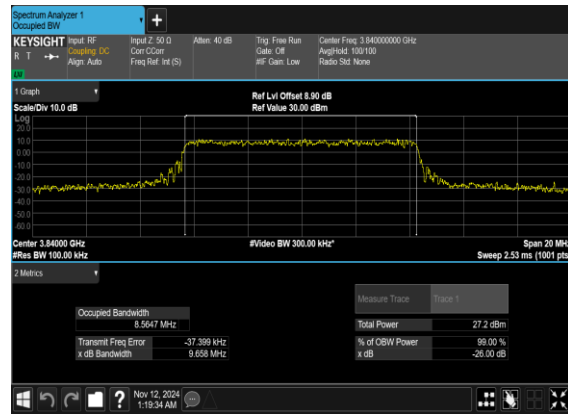 Spectrum Analyzer 1
Occupied BW
+
KEYSIGHT
R T
LXI
Input: RF
Coupling: DC
Align: Auto
Input Z: 50 Ω
Corr CCorr
Freq Ref: Int (S)
Atten: 40 dB
Trig: Free Run
Gate: Off
#IF Gain: Low
Center Freq: 3.840000000 GHz
Avg|Hold: 100/100
Radio Std: None
1 Graph
Scale/Div 10.0 dB
Ref Lvl Offset 8.90 dB
Ref Value 30.00 dBm
Log
20.0
10.0
0.00
-10.0
-20.0
-30.0
-40.0
-50.0
-60.0
Center 3.84000 GHz
#Res BW 100.00 kHz
#Video BW 300.00 kHz*
Span 20 MHz
Sweep 2.53 ms (1001 pts)
2 Metrics
Measure Trace
Trace 1
Occupied Bandwidth
8.5647 MHz
Total Power
27.2 dBm
Transmit Freq Error
-37.399 kHz
% of OBW Power
99.00 %
x dB Bandwidth
9.658 MHz
x dB
-26.00 dB
?
Nov 12, 2024
1:19:34 AM